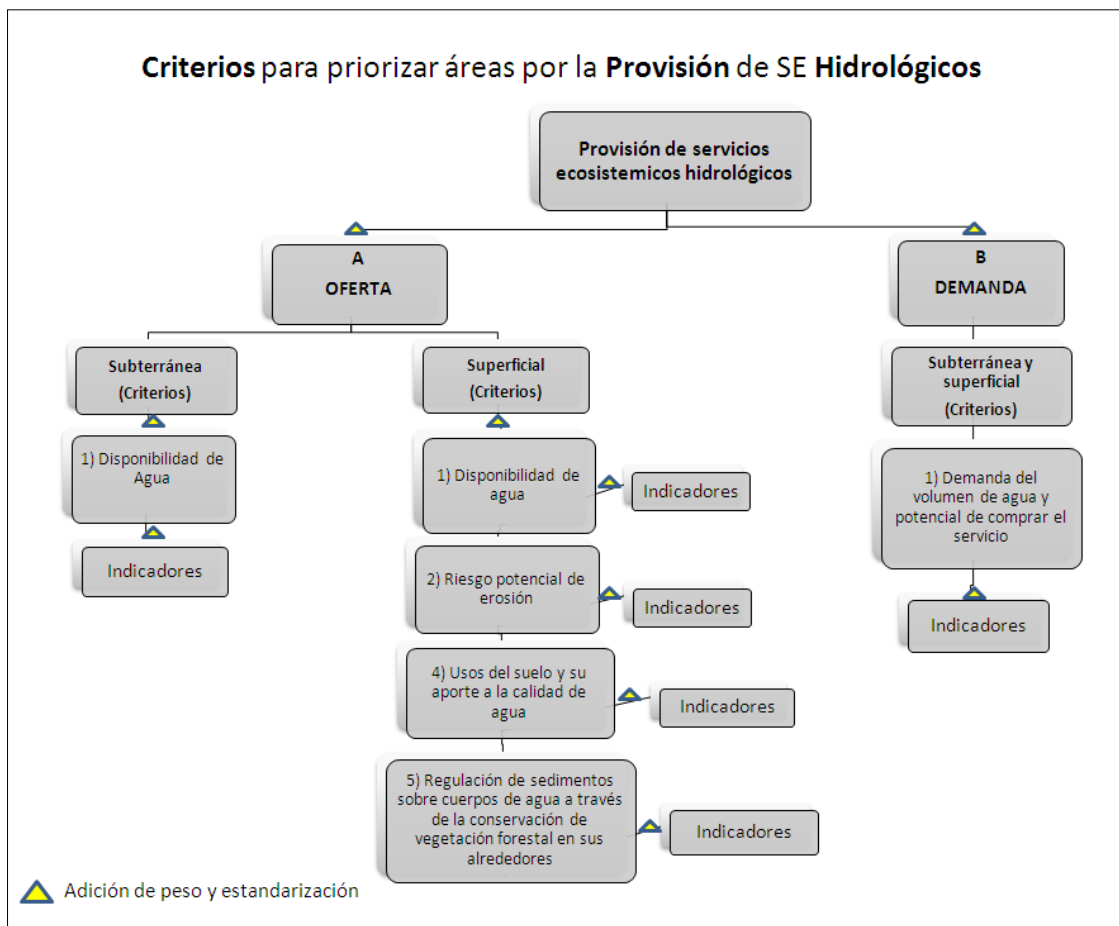 Criterios para priorizar áreas por la Provisión de SE Hidrológicos
Provisión de servicios
ecosistemicos hidrológicos
A
OFERTA
B
DEMANDA
Subterránea
(Criterios)
Superficial
(Criterios)
Subterránea y
superficial
(Criterios)
1) Disponibilidad de
Agua
Indicadores
1) Disponibilidad de
agua
Indicadores
2) Riesgo potencial de
erosión
Indicadores
4) Usos del suelo y su
aporte a la calidad de
agua
Indicadores
5) Regulación de sedimentos
sobre cuerpos de agua a través
de la conservación de
vegetación forestal en sus
alrededores
Indicadores
1) Demanda del
volumen de agua y
potencial de comprar el
servicio
Indicadores
Adición de peso y estandarización